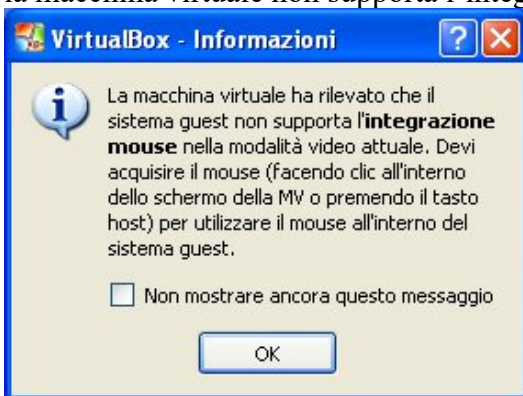 la macchina virtuale non supporta l'integ
VirtualBox - Informazioni
La macchina virtuale ha rilevato che il
sistema guest non supporta l'integrazione
mouse nella modalità video attuale. Devi
acquisire il mouse (facendo clic all'interno
dello schermo della MV o premendo il tasto
host) per utilizzare il mouse all'interno del
sistema guest.
Non mostrare ancora questo messaggio
OK